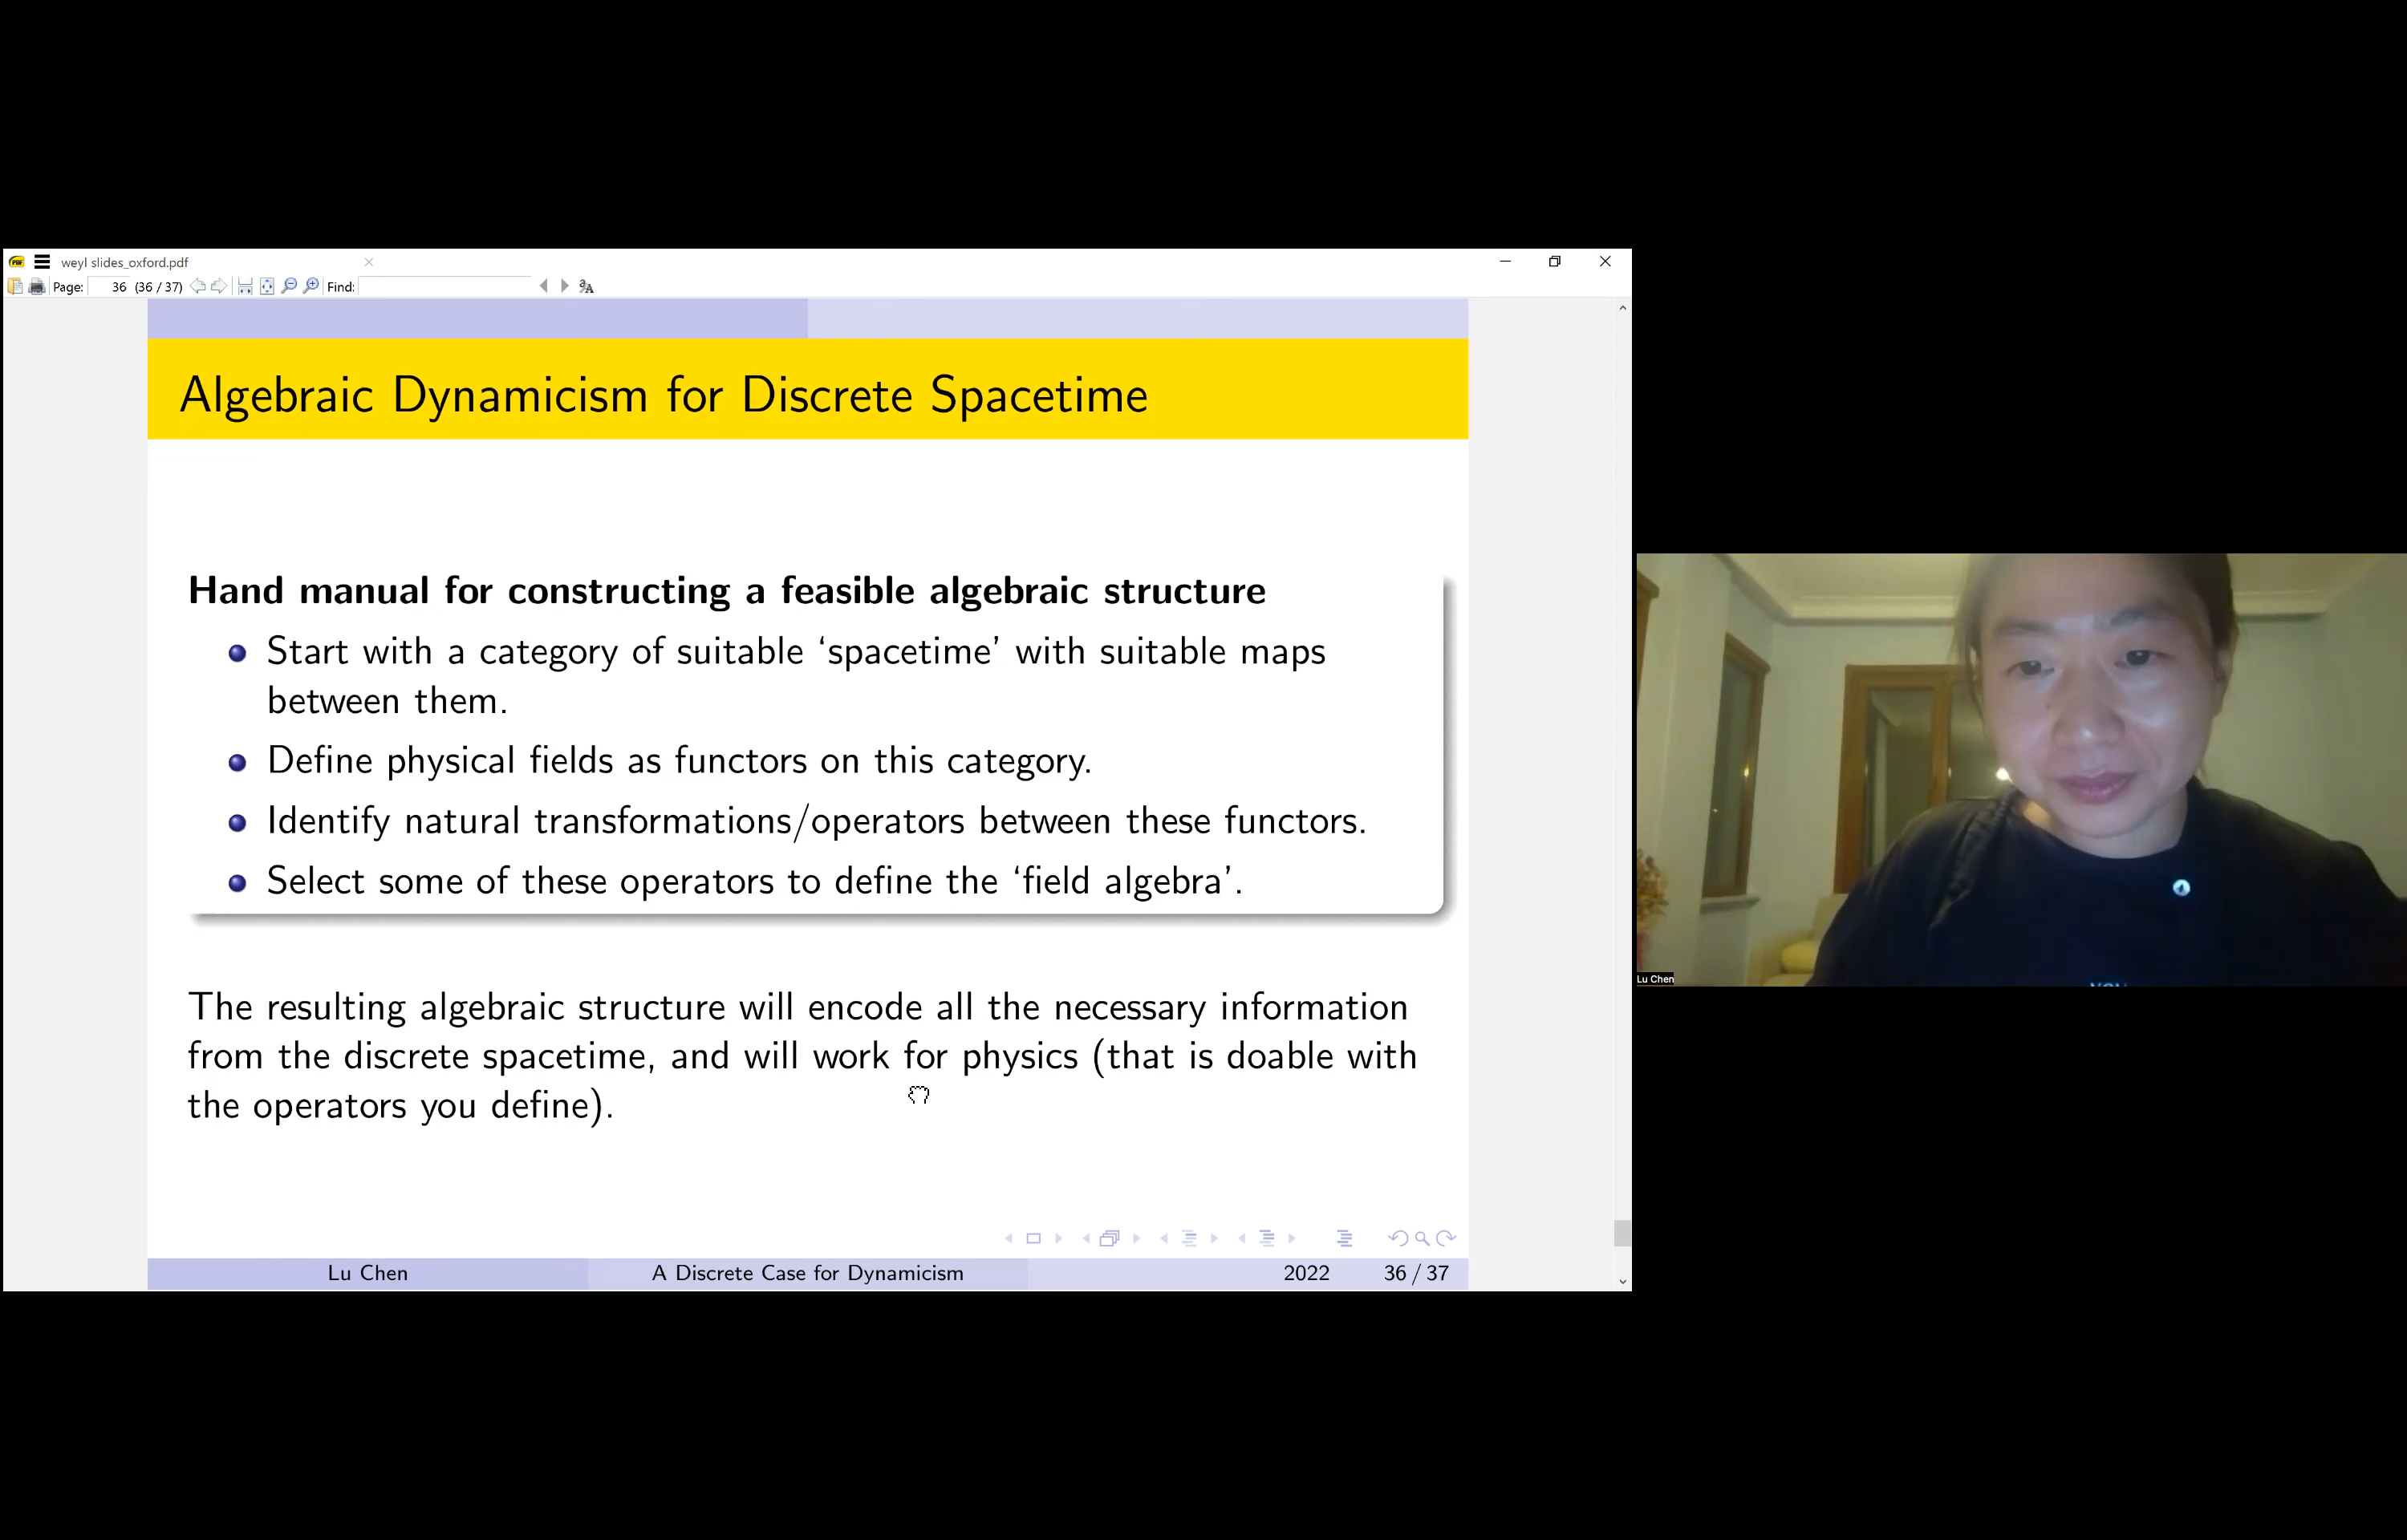 weyl slides_oxford.pdf
Page: 36 (36 / 37) Find:
Algebraic Dynamicism for Discrete Spacetime
Hand manual for constructing a feasible algebraic structure
Start with a category of suitable ‘spacetime’ with suitable maps
between them.
Define physical fields as functors on this category.
Identify natural transformations/operators between these functors.
Select some of these operators to define the ‘field algebra’.
The resulting algebraic structure will encode all the necessary information
from the discrete spacetime, and will work for physics (that is doable with
the operators you define).
Lu Chen A Discrete Case for Dynamicism 2022 36 / 37
Lu Chen